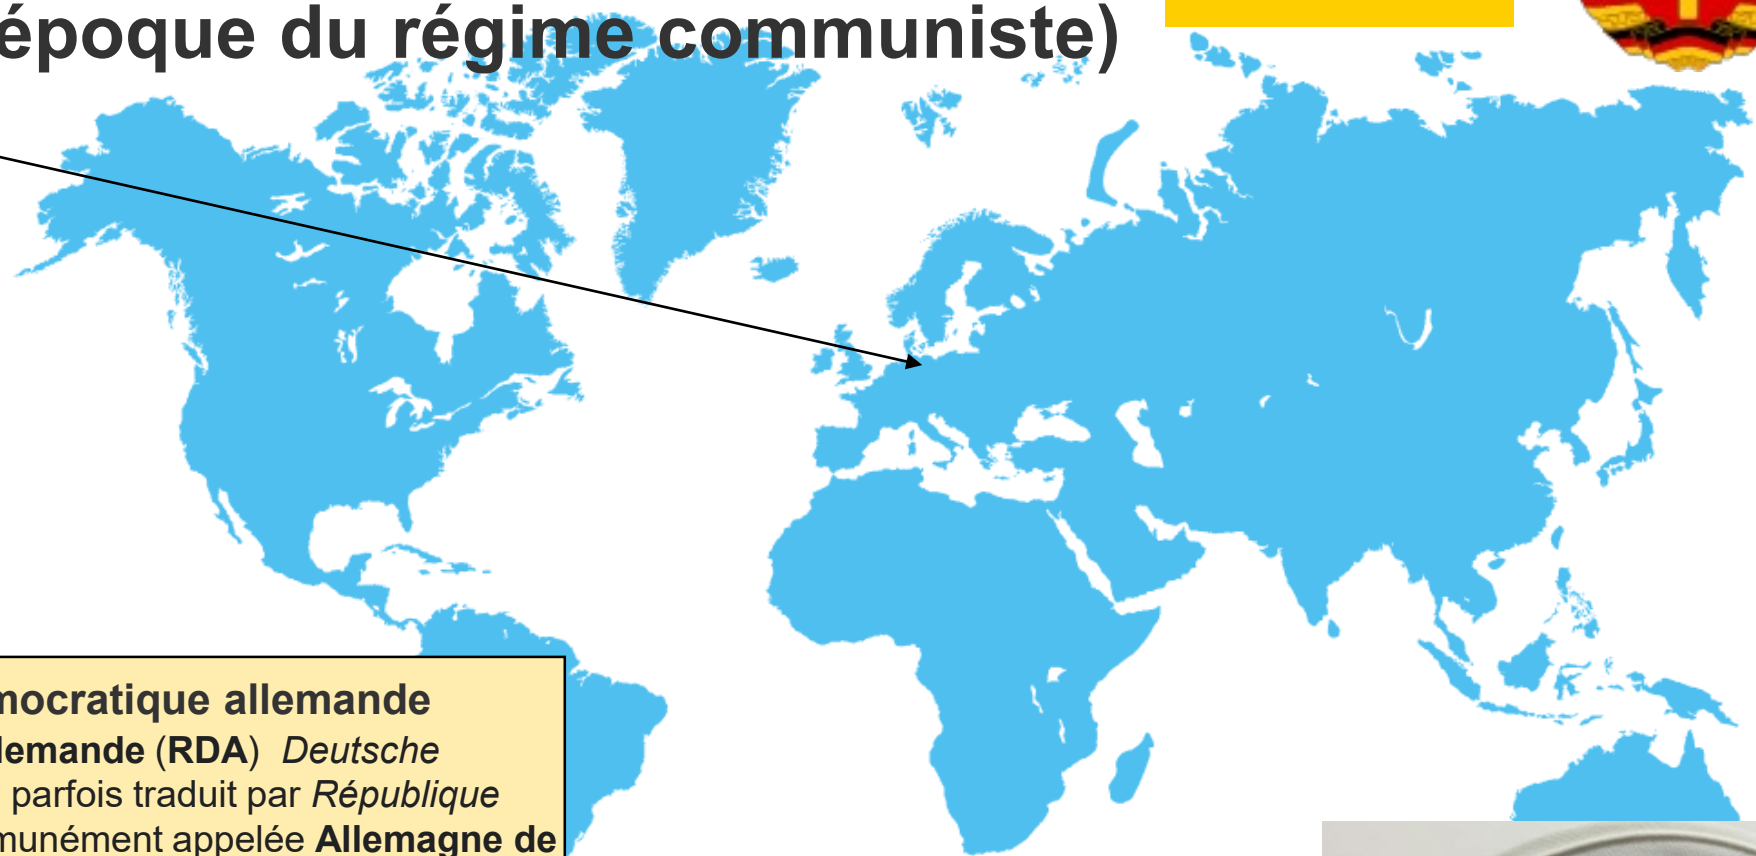 époque du régime communiste)
mocratique allemande
lemande (RDA) Deutsche
parfois traduit par République
munément appelée Allemagne de